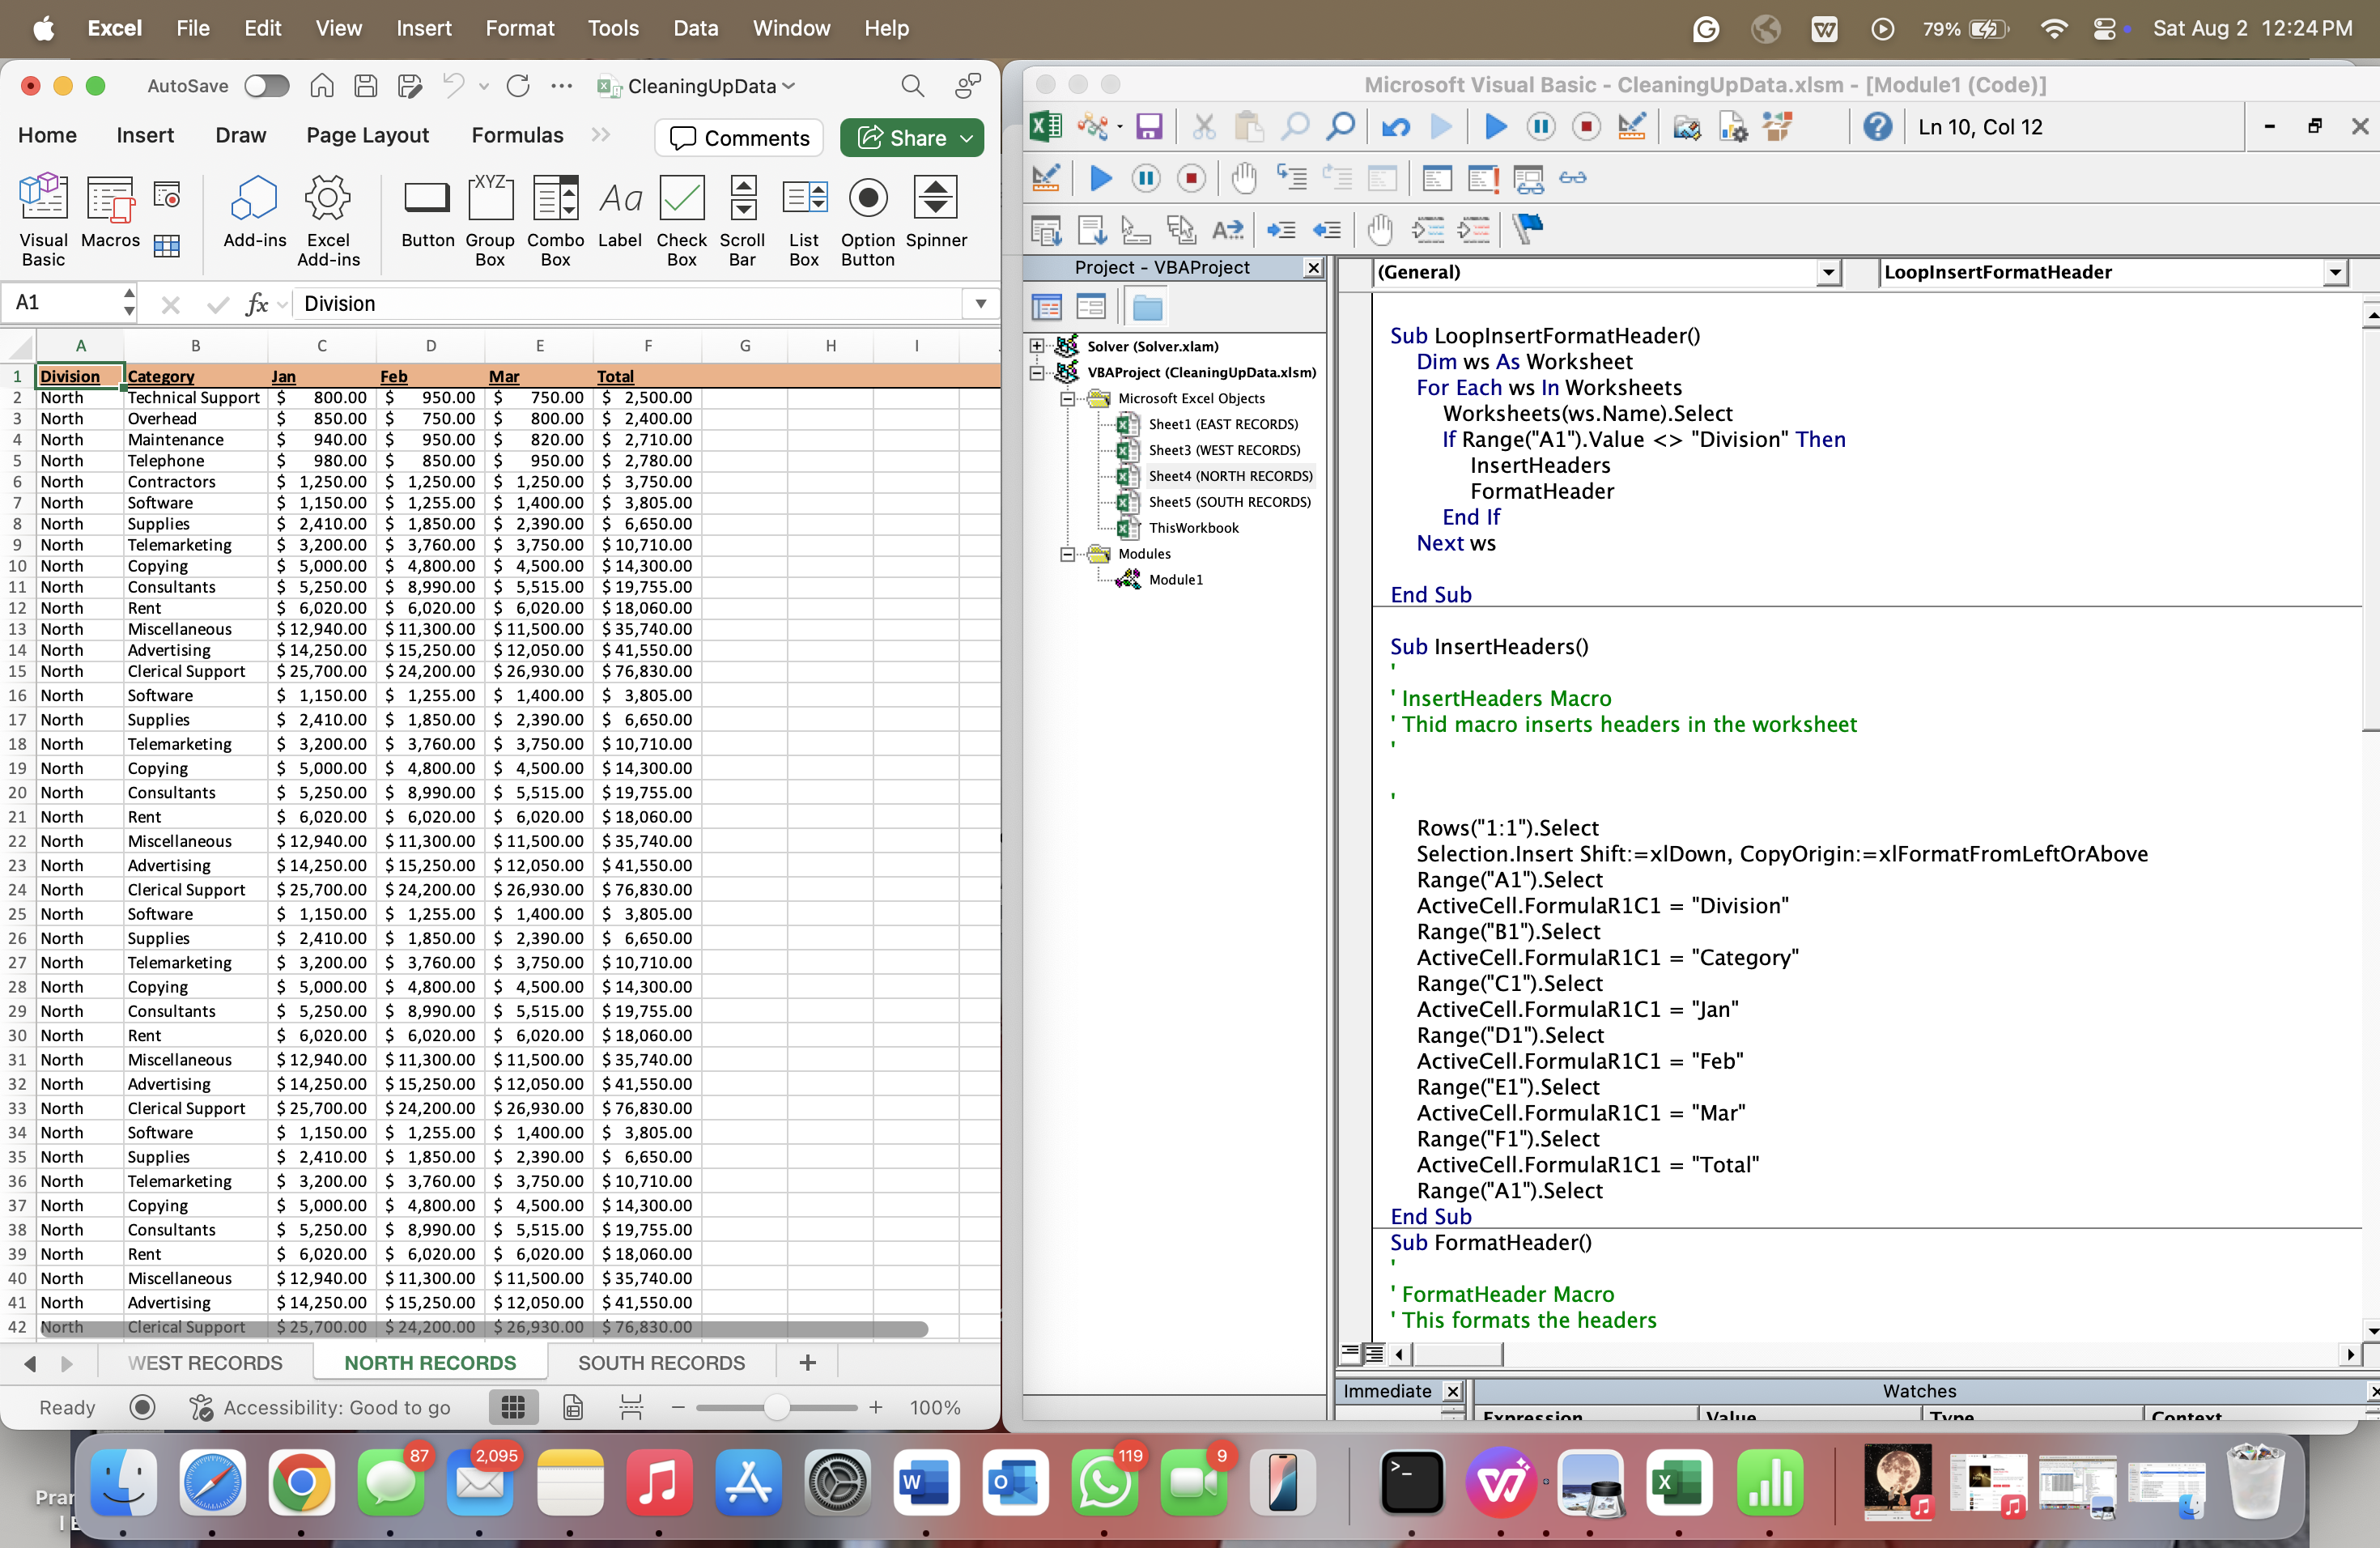 Excel File Edit View Insert Format Tools Data Window Help 79% Sat Aug 2 12:24 PM
AutoSave CleaningUpData
Home Insert Draw Page Layout Formulas Comments Share
Visual Basic Macros Add-ins Excel Add-ins Button Group Box Combo Box Label Check Box Scroll Bar List Box Option Button Spinner
A1 fx Division
A B C D E F G H I
1 Division Category Jan Feb Mar Total
2 North Technical Support $ 800.00 $ 950.00 $ 750.00 $ 2,500.00
3 North Overhead $ 850.00 $ 750.00 $ 800.00 $ 2,400.00
4 North Maintenance $ 940.00 $ 950.00 $ 820.00 $ 2,710.00
5 North Telephone $ 980.00 $ 850.00 $ 950.00 $ 2,780.00
6 North Contractors $ 1,250.00 $ 1,250.00 $ 1,250.00 $ 3,750.00
7 North Software $ 1,150.00 $ 1,255.00 $ 1,400.00 $ 3,805.00
8 North Supplies $ 2,410.00 $ 1,850.00 $ 2,390.00 $ 6,650.00
9 North Telemarketing $ 3,200.00 $ 3,760.00 $ 3,750.00 $ 10,710.00
10 North Copying $ 5,000.00 $ 4,800.00 $ 4,500.00 $ 14,300.00
11 North Consultants $ 5,250.00 $ 8,990.00 $ 5,515.00 $ 19,755.00
12 North Rent $ 6,020.00 $ 6,020.00 $ 6,020.00 $ 18,060.00
13 North Miscellaneous $ 12,940.00 $ 11,300.00 $ 11,500.00 $ 35,740.00
14 North Advertising $ 14,250.00 $ 15,250.00 $ 12,050.00 $ 41,550.00
15 North Clerical Support $ 25,700.00 $ 24,200.00 $ 26,930.00 $ 76,830.00
16 North Software $ 1,150.00 $ 1,255.00 $ 1,400.00 $ 3,805.00
17 North Supplies $ 2,410.00 $ 1,850.00 $ 2,390.00 $ 6,650.00
18 North Telemarketing $ 3,200.00 $ 3,760.00 $ 3,750.00 $ 10,710.00
19 North Copying $ 5,000.00 $ 4,800.00 $ 4,500.00 $ 14,300.00
20 North Consultants $ 5,250.00 $ 8,990.00 $ 5,515.00 $ 19,755.00
21 North Rent $ 6,020.00 $ 6,020.00 $ 6,020.00 $ 18,060.00
22 North Miscellaneous $ 12,940.00 $ 11,300.00 $ 11,500.00 $ 35,740.00
23 North Advertising $ 14,250.00 $ 15,250.00 $ 12,050.00 $ 41,550.00
24 North Clerical Support $ 25,700.00 $ 24,200.00 $ 26,930.00 $ 76,830.00
25 North Software $ 1,150.00 $ 1,255.00 $ 1,400.00 $ 3,805.00
26 North Supplies $ 2,410.00 $ 1,850.00 $ 2,390.00 $ 6,650.00
27 North Telemarketing $ 3,200.00 $ 3,760.00 $ 3,750.00 $ 10,710.00
28 North Copying $ 5,000.00 $ 4,800.00 $ 4,500.00 $ 14,300.00
29 North Consultants $ 5,250.00 $ 8,990.00 $ 5,515.00 $ 19,755.00
30 North Rent $ 6,020.00 $ 6,020.00 $ 6,020.00 $ 18,060.00
31 North Miscellaneous $ 12,940.00 $ 11,300.00 $ 11,500.00 $ 35,740.00
32 North Advertising $ 14,250.00 $ 15,250.00 $ 12,050.00 $ 41,550.00
33 North Clerical Support $ 25,700.00 $ 24,200.00 $ 26,930.00 $ 76,830.00
34 North Software $ 1,150.00 $ 1,255.00 $ 1,400.00 $ 3,805.00
35 North Supplies $ 2,410.00 $ 1,850.00 $ 2,390.00 $ 6,650.00
36 North Telemarketing $ 3,200.00 $ 3,760.00 $ 3,750.00 $ 10,710.00
37 North Copying $ 5,000.00 $ 4,800.00 $ 4,500.00 $ 14,300.00
38 North Consultants $ 5,250.00 $ 8,990.00 $ 5,515.00 $ 19,755.00
39 North Rent $ 6,020.00 $ 6,020.00 $ 6,020.00 $ 18,060.00
40 North Miscellaneous $ 12,940.00 $ 11,300.00 $ 11,500.00 $ 35,740.00
41 North Advertising $ 14,250.00 $ 15,250.00 $ 12,050.00 $ 41,550.00
42 North Clerical Support $ 25,700.00 $ 24,200.00 $ 26,930.00 $ 76,830.00
WEST RECORDS NORTH RECORDS SOUTH RECORDS +
Ready Accessibility: Good to go 100%
Microsoft Visual Basic - CleaningUpData.xlsm - [Module1 (Code)]
Ln 10, Col 12
Project - VBAProject
Solver (Solver.xlam)
VBAProject (CleaningUpData.xlsm)
Microsoft Excel Objects
Sheet1 (EAST RECORDS)
Sheet3 (WEST RECORDS)
Sheet4 (NORTH RECORDS)
Sheet5 (SOUTH RECORDS)
ThisWorkbook
Modules
Module1
(General) LoopInsertFormatHeader
Sub LoopInsertFormatHeader()
Dim ws As Worksheet
For Each ws In Worksheets
Worksheets(ws.Name).Select
If Range("A1").Value <> "Division" Then
InsertHeaders
FormatHeader
End If
Next ws
End Sub
Sub InsertHeaders()
'
' InsertHeaders Macro
' Thid macro inserts headers in the worksheet
'
'
Rows("1:1").Select
Selection.Insert Shift:=xlDown, CopyOrigin:=xlFormatFromLeftOrAbove
Range("A1").Select
ActiveCell.FormulaR1C1 = "Division"
Range("B1").Select
ActiveCell.FormulaR1C1 = "Category"
Range("C1").Select
ActiveCell.FormulaR1C1 = "Jan"
Range("D1").Select
ActiveCell.FormulaR1C1 = "Feb"
Range("E1").Select
ActiveCell.FormulaR1C1 = "Mar"
Range("F1").Select
ActiveCell.FormulaR1C1 = "Total"
Range("A1").Select
End Sub
Sub FormatHeader()
'
' FormatHeader Macro
' This formats the headers
Immediate Watches
Expression Value Type Context
87 2,095 119 9
Prar